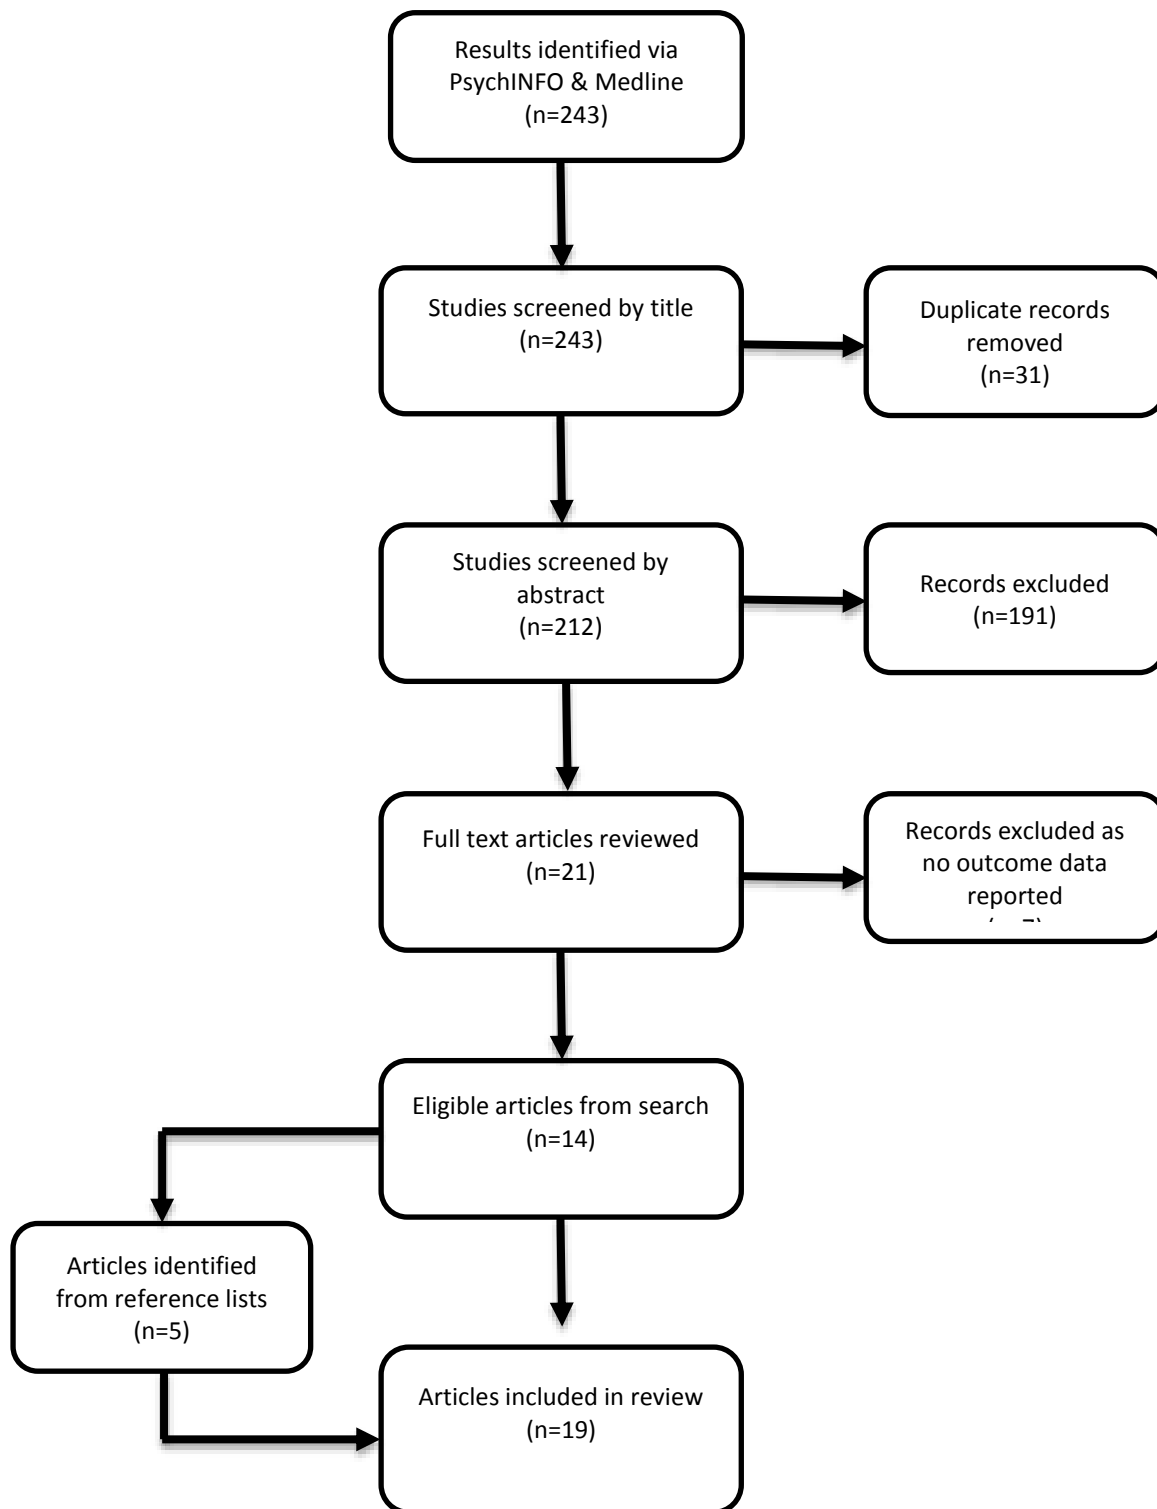 Results identified via
PsychINFO & Medline
(n=243)
Studies screened by title
(n=243)
Duplicate records
removed
(n=31)
Studies screened by
abstract
(n=212)
Records excluded
(n=191)
Full text articles reviewed
(n=21)
Records excluded as
no outcome data
reported
Eligible articles from search
(n=14)
Articles identified
from reference lists
(n=5)
Articles included in review
(n=19)